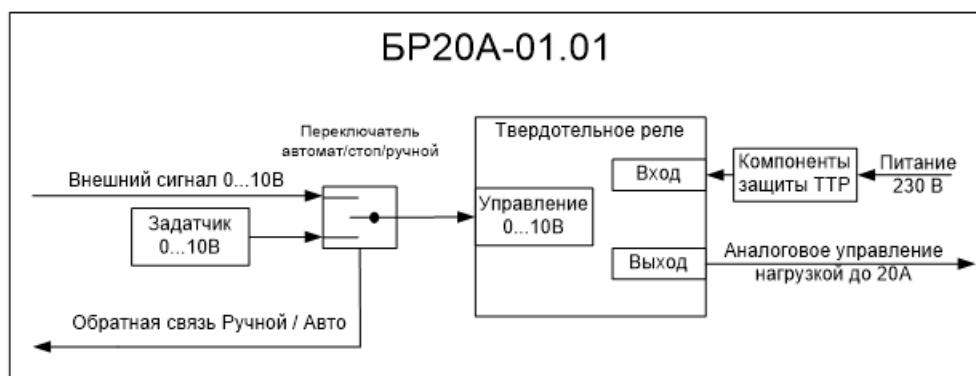 БР20А-01.01
Переключатель
автомат/стоп/ручной
Твердотельное реле
Внешний сигнал 0...10В
Задатчик
0...10В
Управление
0...10В
Вход
Компоненты
защиты ТТР
Питание
230 В
Выход
Аналоговое управление
нагрузкой до 20А
Обратная связь Ручной / Авто